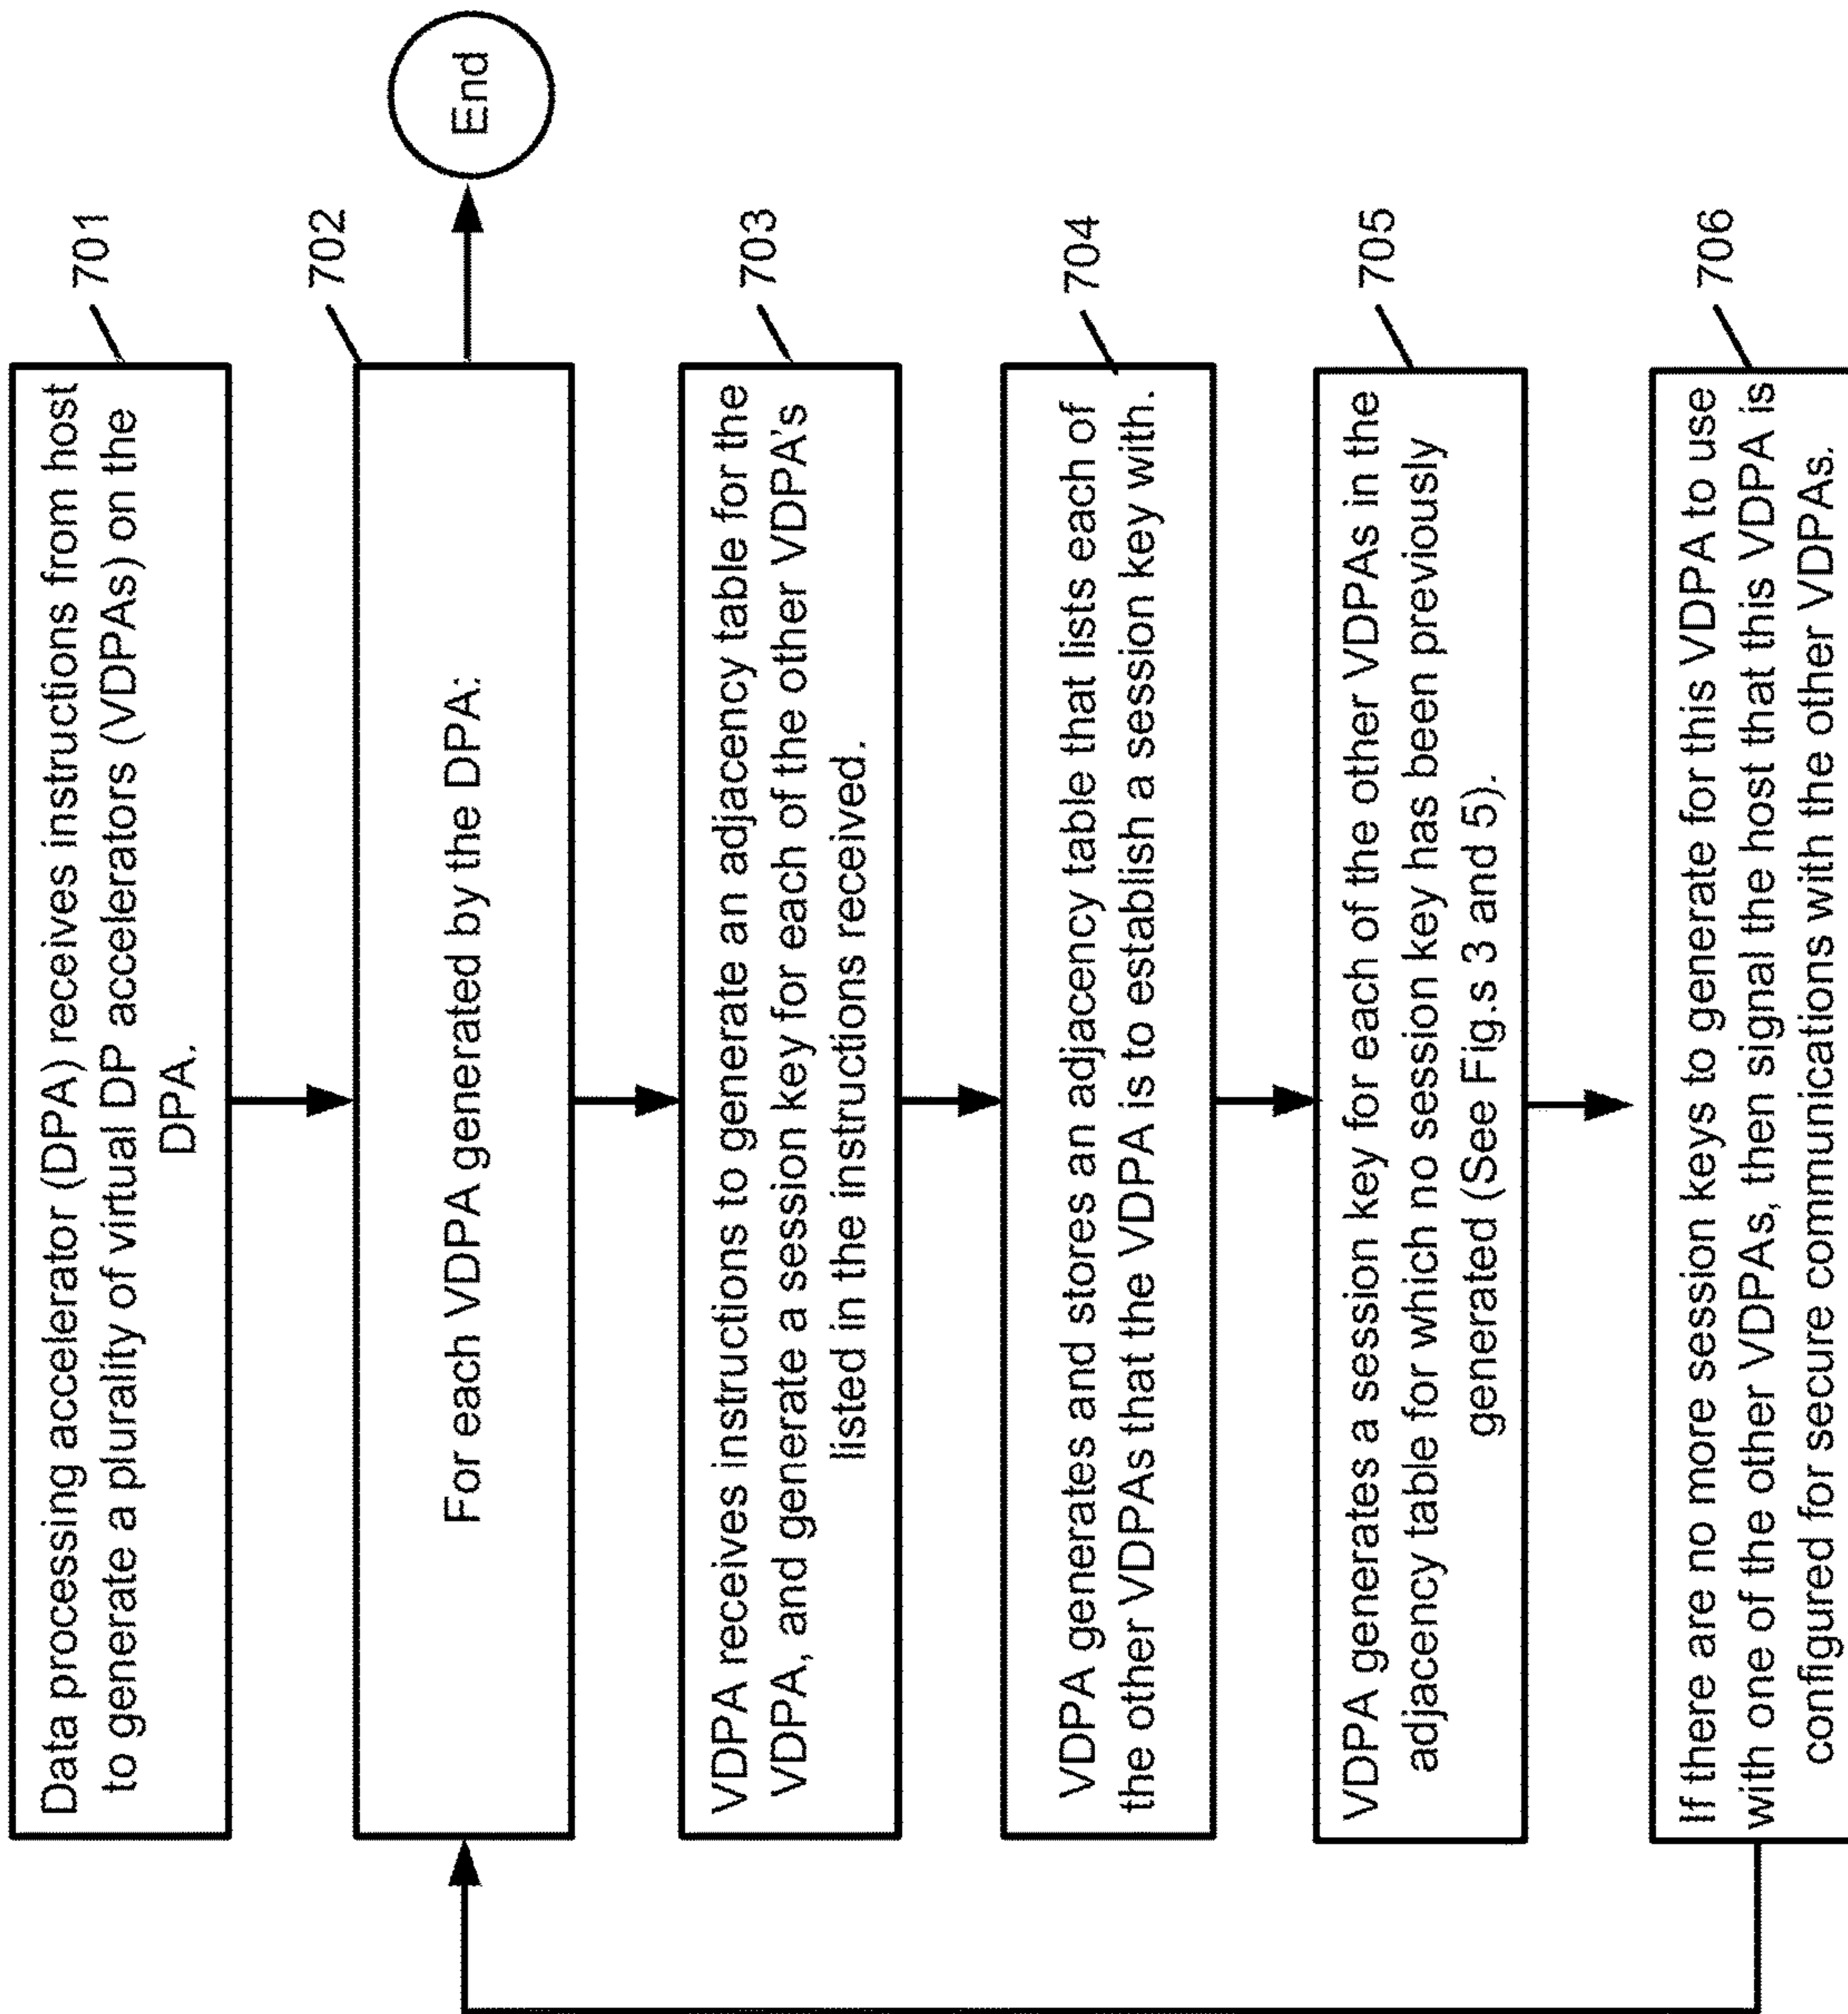 Data processing accelerator (DPA) receives instructions from host
to generate a plurality of virtual DP accelerators (VDPAs) on the
DPA.
701
For each VDPA generated by the DPA:
702
End
VDPA receives instructions to generate an adjacency table for the
VDPA, and generate a session key for each of the other VDPA's
listed in the instructions received.
703
VDPA generates and stores an adjacency table that lists each of
the other VDPAs that the VDPA is to establish a session key with.
704
VDPA generates a session key for each of the other VDPAs in the
adjacency table for which no session key has been previously
generated (See Fig.s 3 and 5).
705
If there are no more session keys to generate for this VDPA to use
with one of the other VDPAs, then signal the host that this VDPA is
configured for secure communications with the other VDPAs.
706